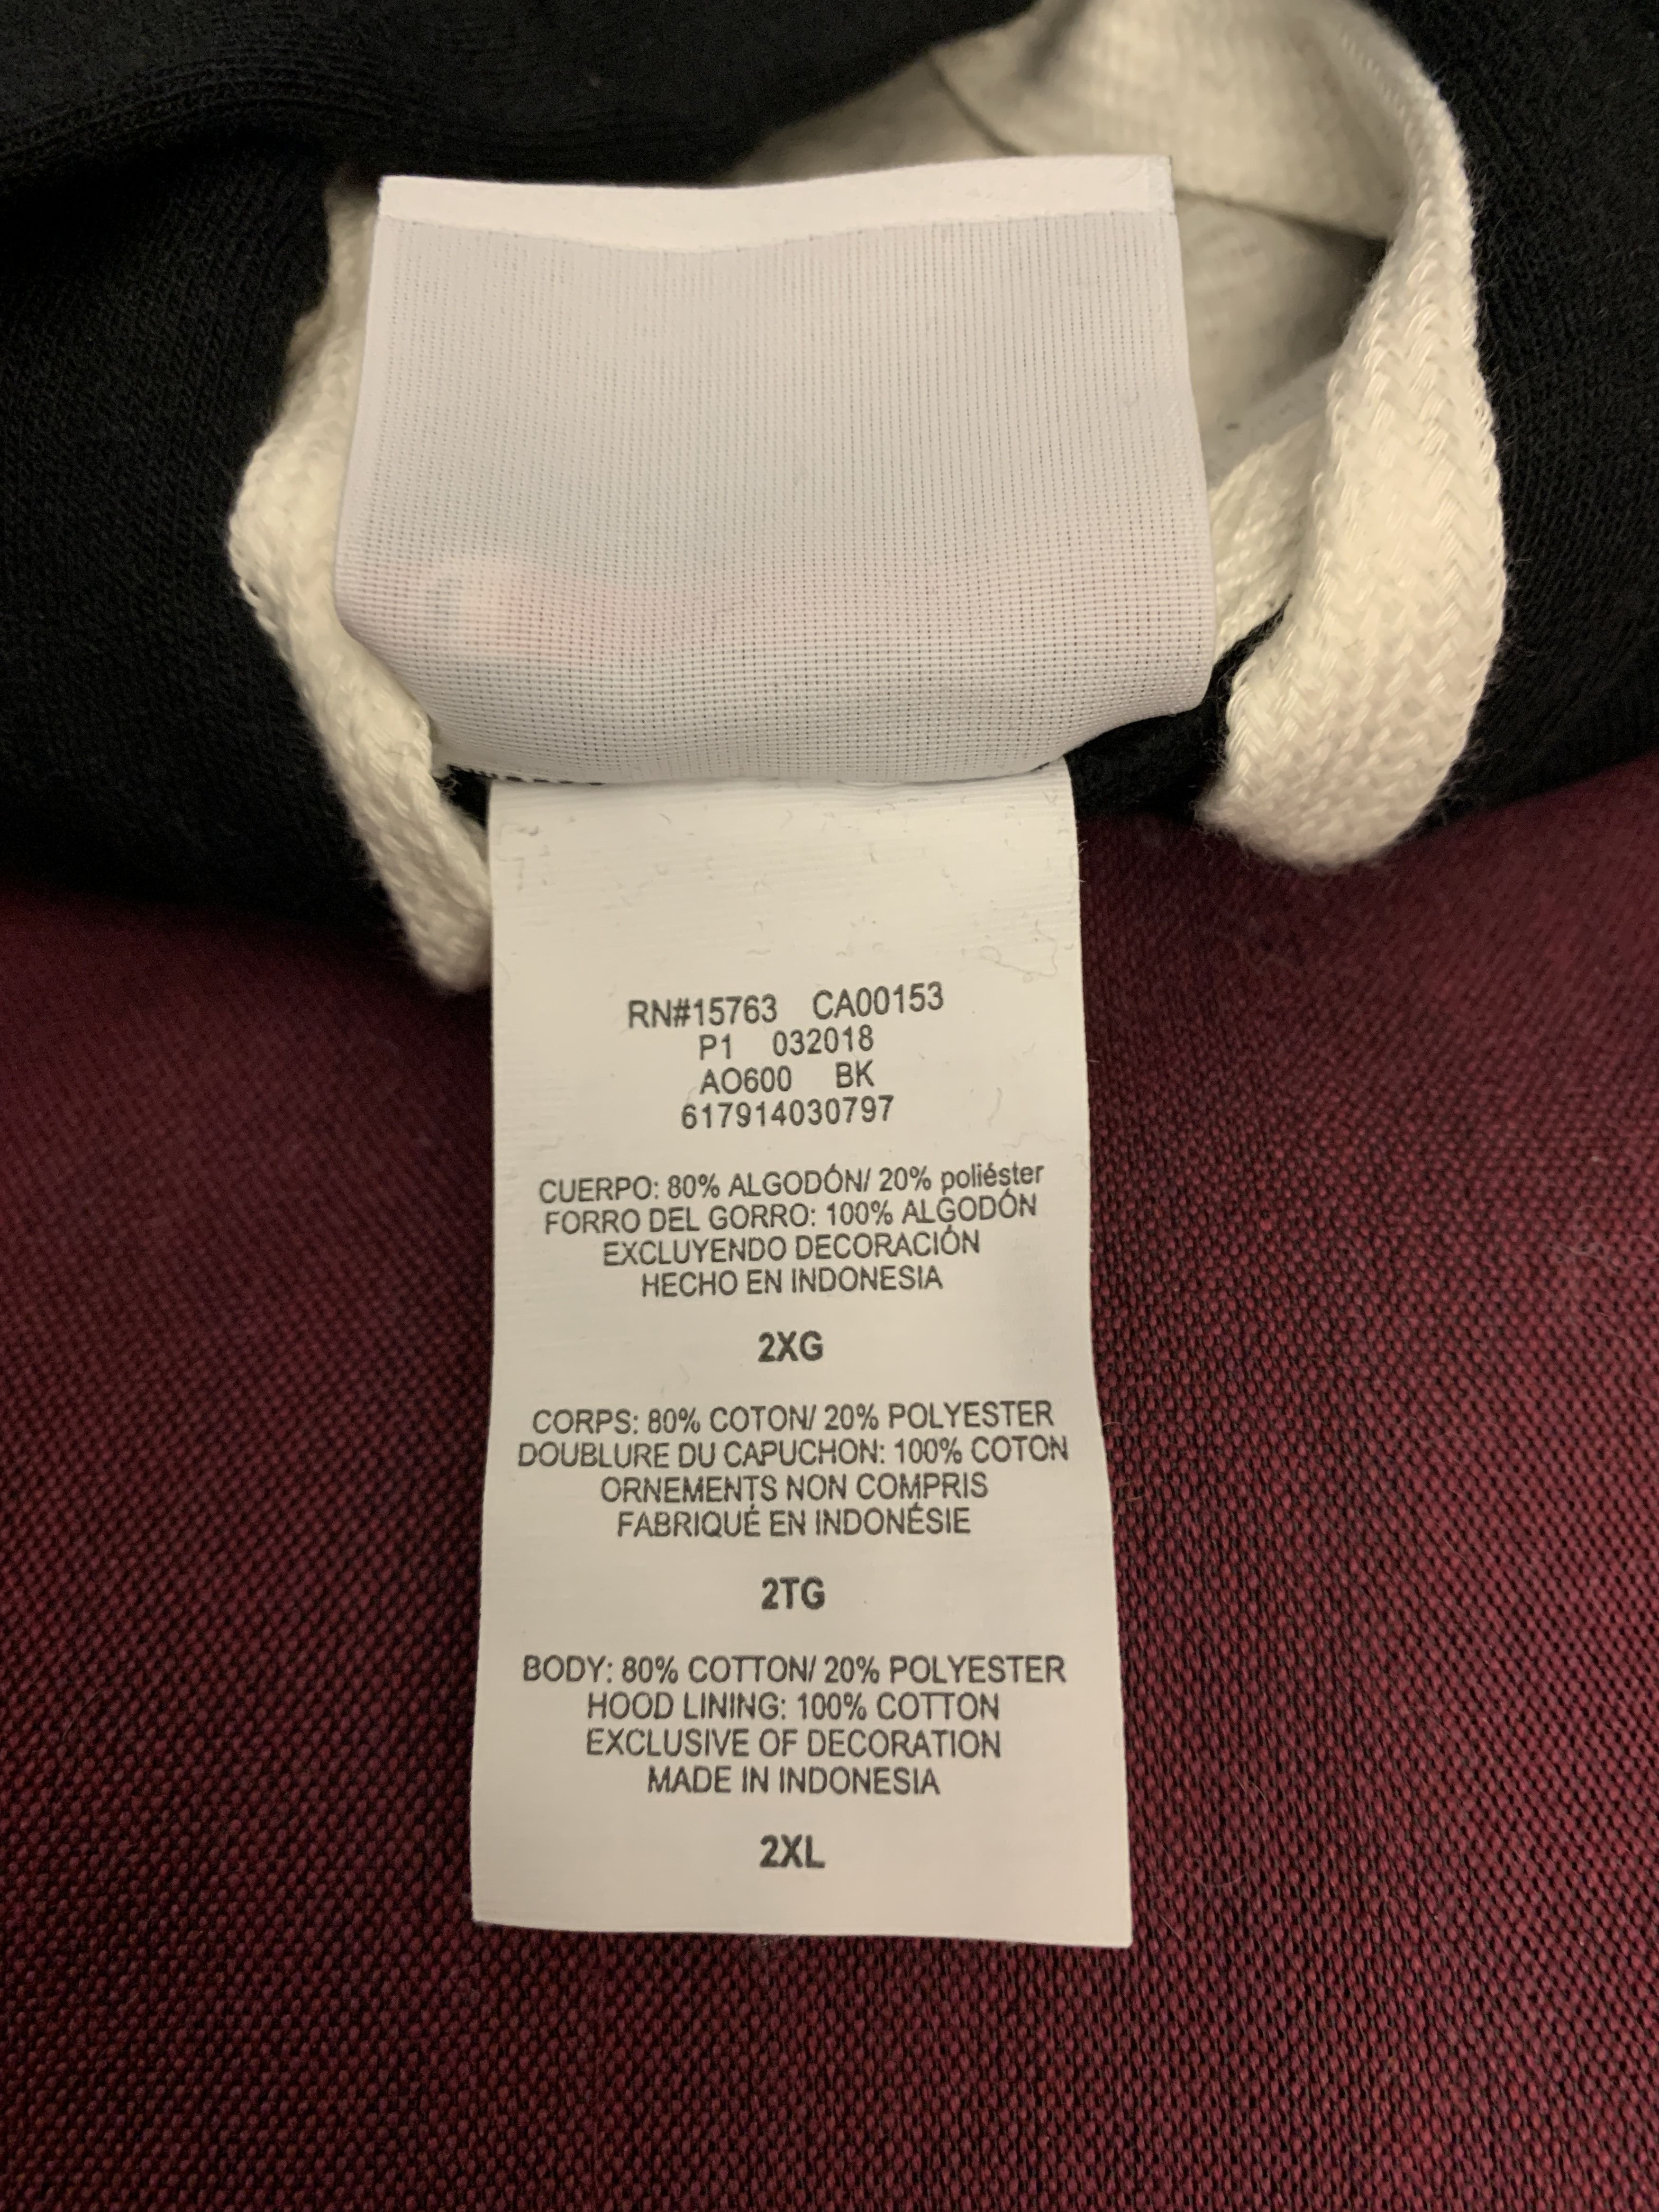 RN#15763 CA00153
P1 032018
AO600 BK
617914030797
CUERPO: 80% ALGODÓN/ 20% poliéster
FORRO DEL GORRO: 100% ALGODÓN
EXCLUYENDO DECORACIÓN
HECHO EN INDONESIA
2XG
CORPS: 80% COTON/ 20% POLYESTER
DOUBLURE DU CAPUCHON: 100% COTON
ORNEMENTS NON COMPRIS
FABRIQUÉ EN INDONÉSIE
2TG
BODY: 80% COTTON/ 20% POLYESTER
HOOD LINING: 100% COTTON
EXCLUSIVE OF DECORATION
MADE IN INDONESIA
2XL